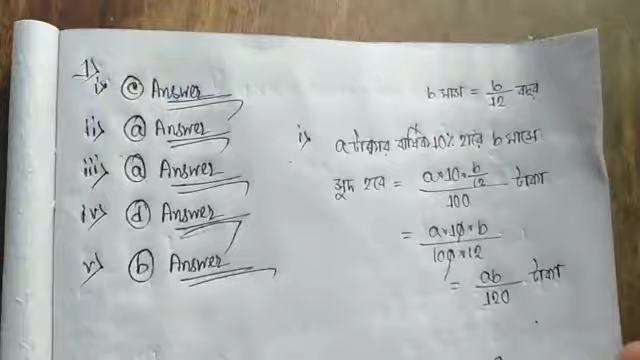 1)
i) ⓒ Answer
ii) ⓐ Answer
iii) ⓐ Answer
iv) ⓓ Answer
v) ⓑ Answer
b মাস = b/12 বছর
i) a টাকার বার্ষিক 10% হারে b মাসে
সুদ হবে = a×10×b/12 / 100 টাকা
= a×10×b / 100×12
= ab/120 টাকা